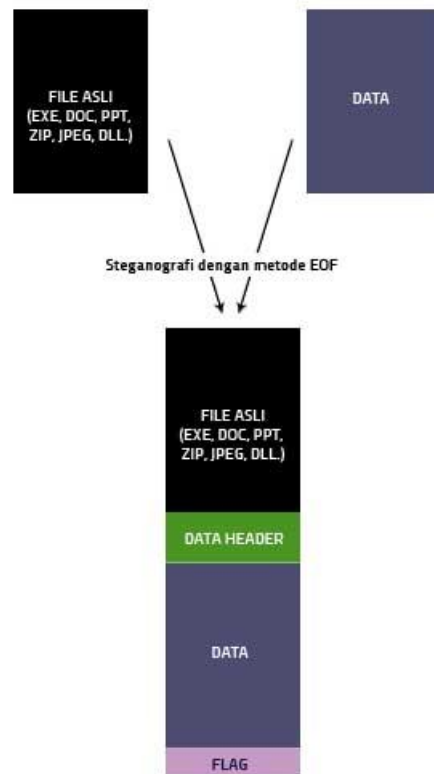 FILE ASLI
(EXE, DOC, PPT,
ZIP, JPEG, DLL.)
DATA
Steganografi dengan metode EOF
FILE ASLI
(EXE, DOC, PPT,
ZIP, JPEG, DLL.)
DATA HEADER
DATA
FLAG